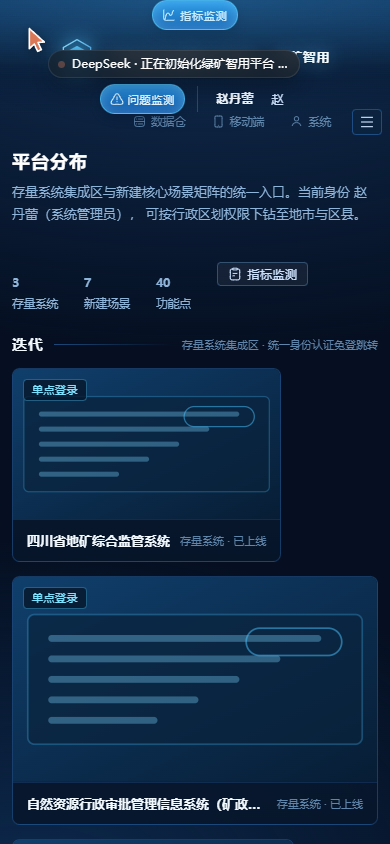 指标监测
矿智用
DeepSeek · 正在初始化绿矿智用平台 ...
问题监测
赵丹蕾
赵
数据仓
移动端
系统
平台分布
存量系统集成区与新建核心场景矩阵的统一入口。当前身份 赵
丹蕾（系统管理员），可按行政区划权限下钻至地市与区县。
3
7
40
指标监测
存量系统
新建场景
功能点
迭代
存量系统集成区 · 统一身份认证免登跳转
单点登录
四川省地矿综合监管系统
存量系统 · 已上线
单点登录
自然资源行政审批管理信息系统（矿政...
存量系统 · 已上线